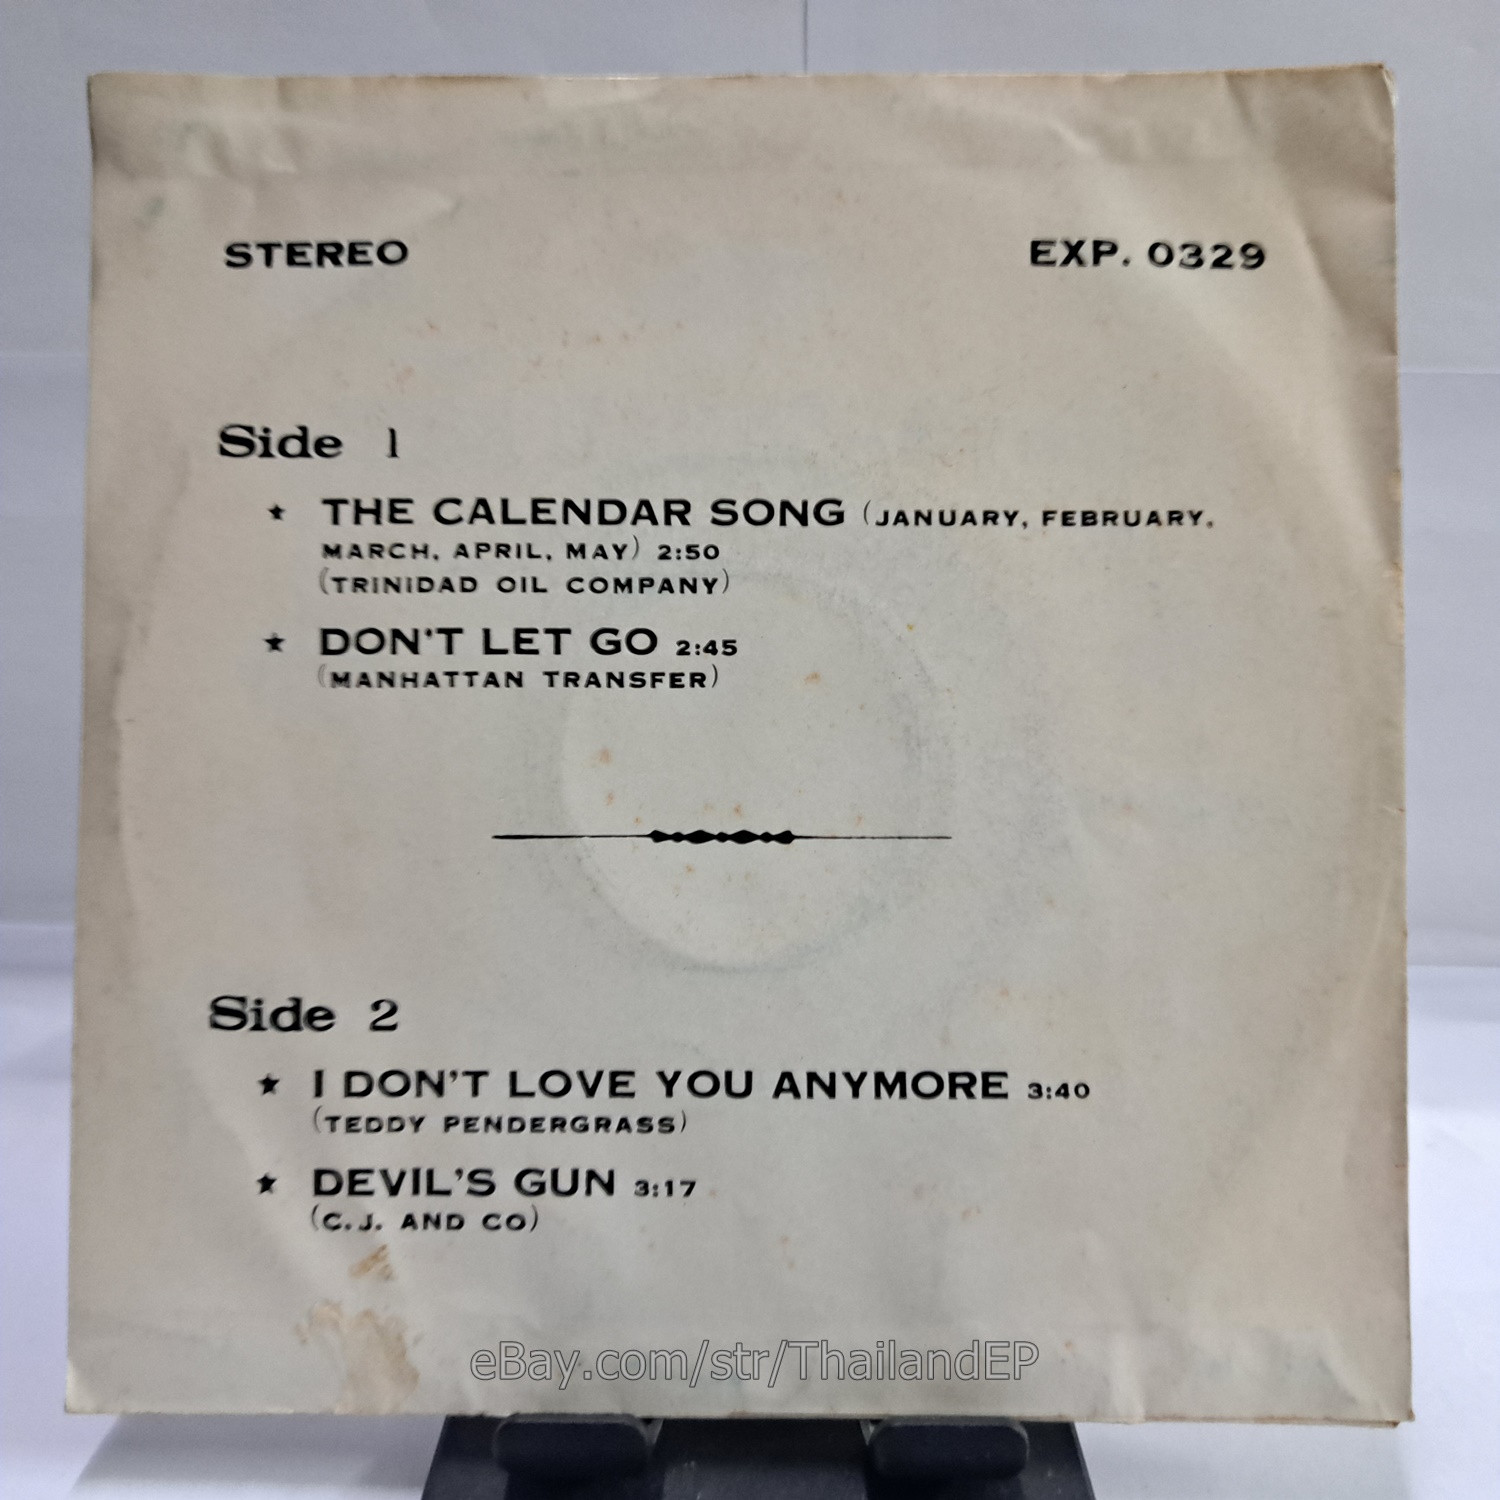 STEREO EXP. 0329
Side 1
★ THE CALENDAR SONG (JANUARY, FEBRUARY,
MARCH, APRIL, MAY) 2:50
(TRINIDAD OIL COMPANY)
★ DON'T LET GO 2:45
(MANHATTAN TRANSFER)
Side 2
★ I DON'T LOVE YOU ANYMORE 3:40
(TEDDY PENDERGRASS)
★ DEVIL'S GUN 3:17
(C.J. AND CO)
eBay.com/str/ThailandEP